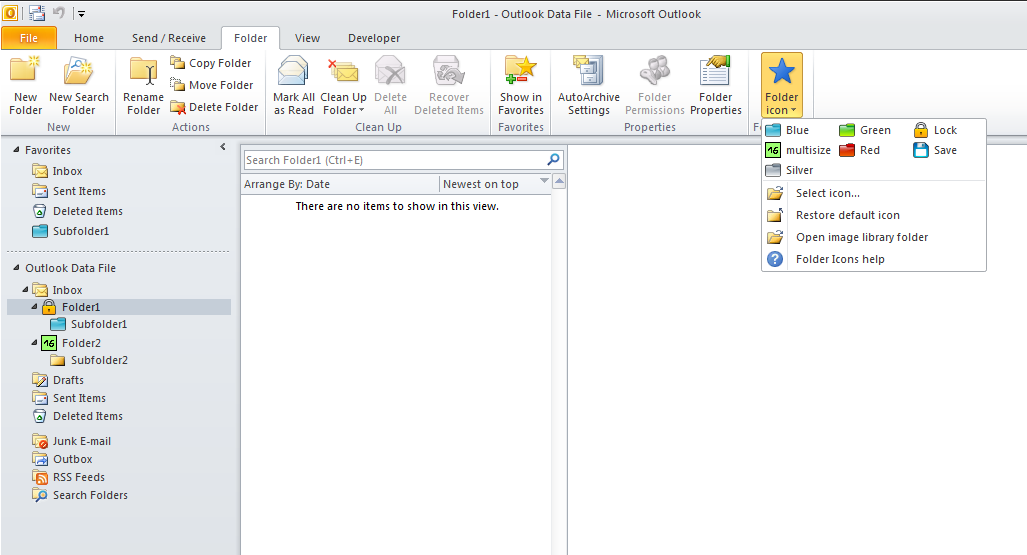 Folder1 - Outlook Data File - Microsoft Outlook
File Home Send / Receive Folder View Developer
New Folder
New Search Folder
New
Rename Folder
Copy Folder
Move Folder
Delete Folder
Actions
Mark All as Read
Clean Up Folder
Delete All
Recover Deleted Items
Clean Up
Show in Favorites
Favorites
AutoArchive Settings
Folder Permissions
Folder Properties
Properties
Folder icon
Blue Green Lock
16 multisize Red Save
Silver
Select icon...
Restore default icon
Open image library folder
Folder Icons help
Favorites
Inbox
Sent Items
Deleted Items
Subfolder1
Outlook Data File
Inbox
Folder1
Subfolder1
16 Folder2
Subfolder2
Drafts
Sent Items
Deleted Items
Junk E-mail
Outbox
RSS Feeds
Search Folders
Search Folder1 (Ctrl+E)
Arrange By: Date Newest on top
There are no items to show in this view.